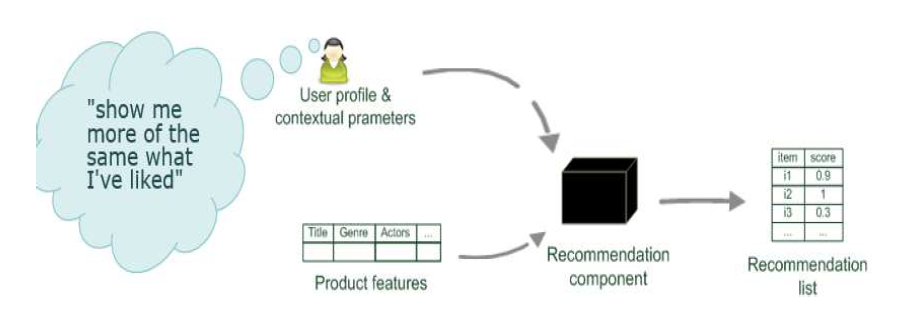 "show me
more of the
same what
I've liked"
User profile &
contextual prameters
Title Genre Actors ...
Product features
Recommendation
component
item score
i1 0.9
i2 1
i3 0.3
... ...
Recommendation
list